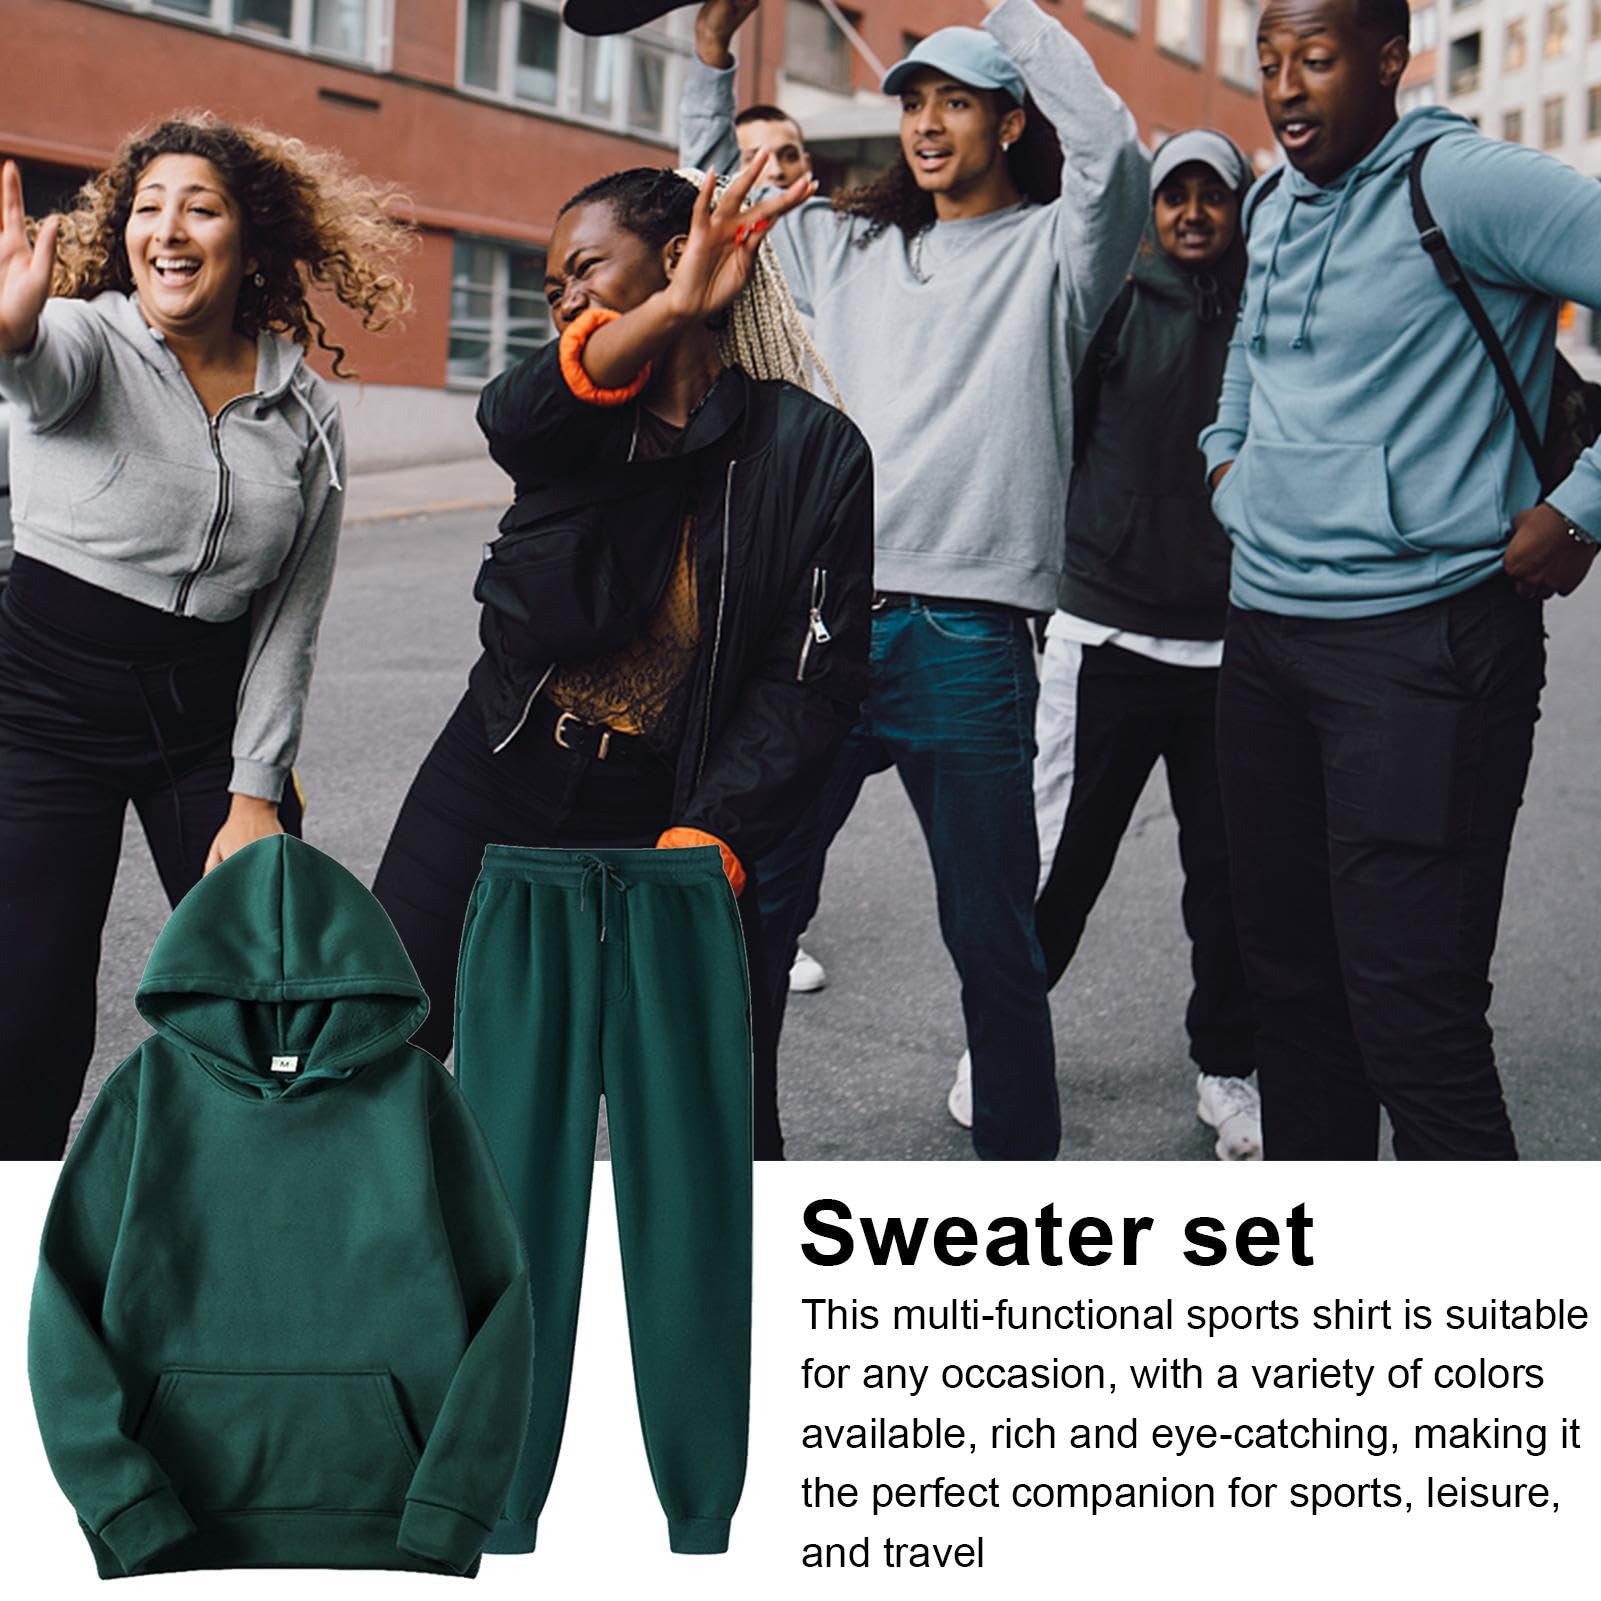 M
Sweater set
This multi-functional sports shirt is suitable
for any occasion, with a variety of colors
available, rich and eye-catching, making it
the perfect companion for sports, leisure,
and travel